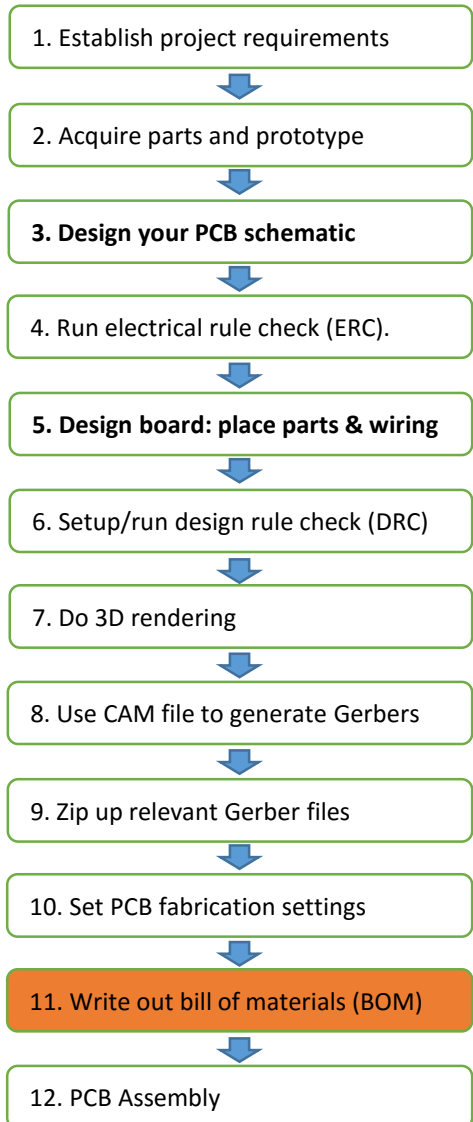 1. Establish project requirements
2. Acquire parts and prototype
3. Design your PCB schematic
4. Run electrical rule check (ERC).
5. Design board: place parts & wiring
6. Setup/run design rule check (DRC)
7. Do 3D rendering
8. Use CAM file to generate Gerbers
9. Zip up relevant Gerber files
10. Set PCB fabrication settings
11. Write out bill of materials (BOM)
12. PCB Assembly